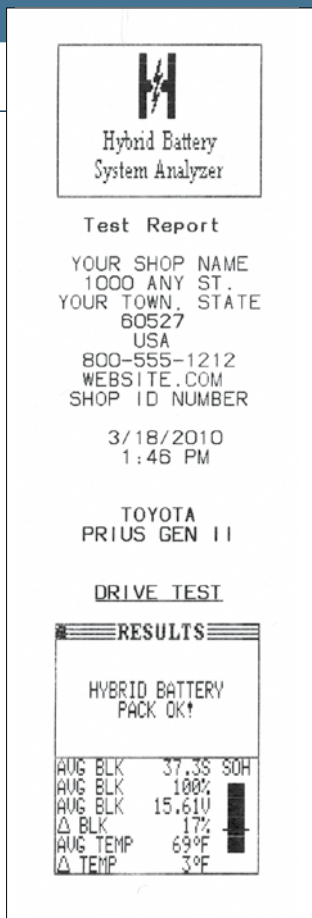 Hybrid Battery
System Analyzer
Test Report
YOUR SHOP NAME
1000 ANY ST.
YOUR TOWN, STATE
60527
USA
800-555-1212
WEBSITE.COM
SHOP ID NUMBER
3/18/2010
1:46 PM
TOYOTA
PRIUS GEN II
DRIVE TEST
RESULTS
HYBRID BATTERY
PACK OK!
AVG BLK 37.3S SOH
AVG BLK 100%
AVG BLK 15.61V
Δ BLK 17%
AVG TEMP 69°F
Δ TEMP 3°F